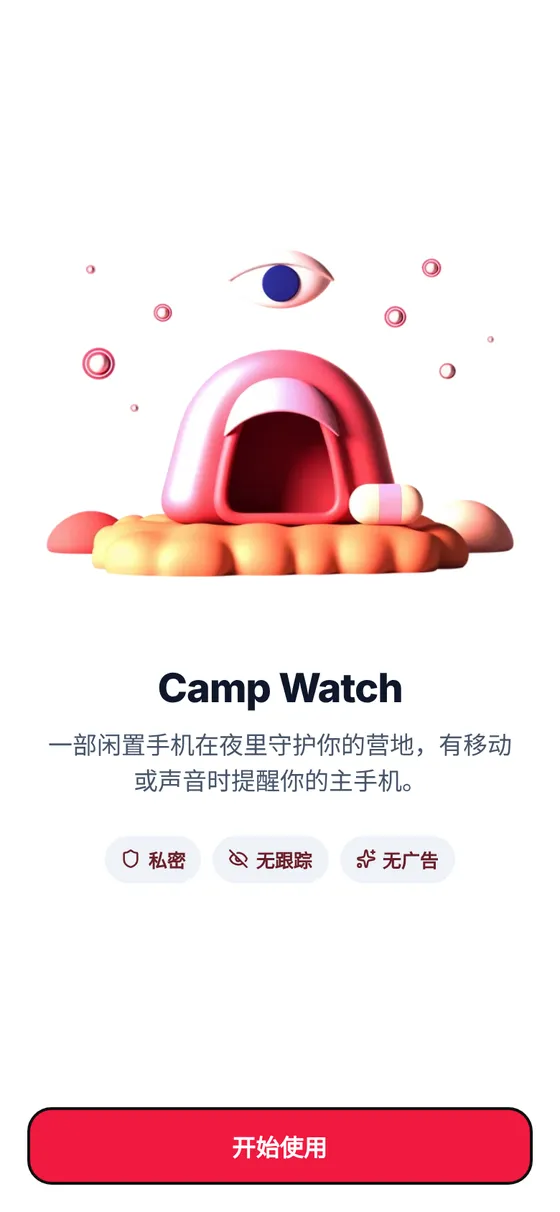 Camp Watch
一部闲置手机在夜里守护你的营地，有移动
或声音时提醒你的主手机。
私密
无跟踪
无广告
开始使用